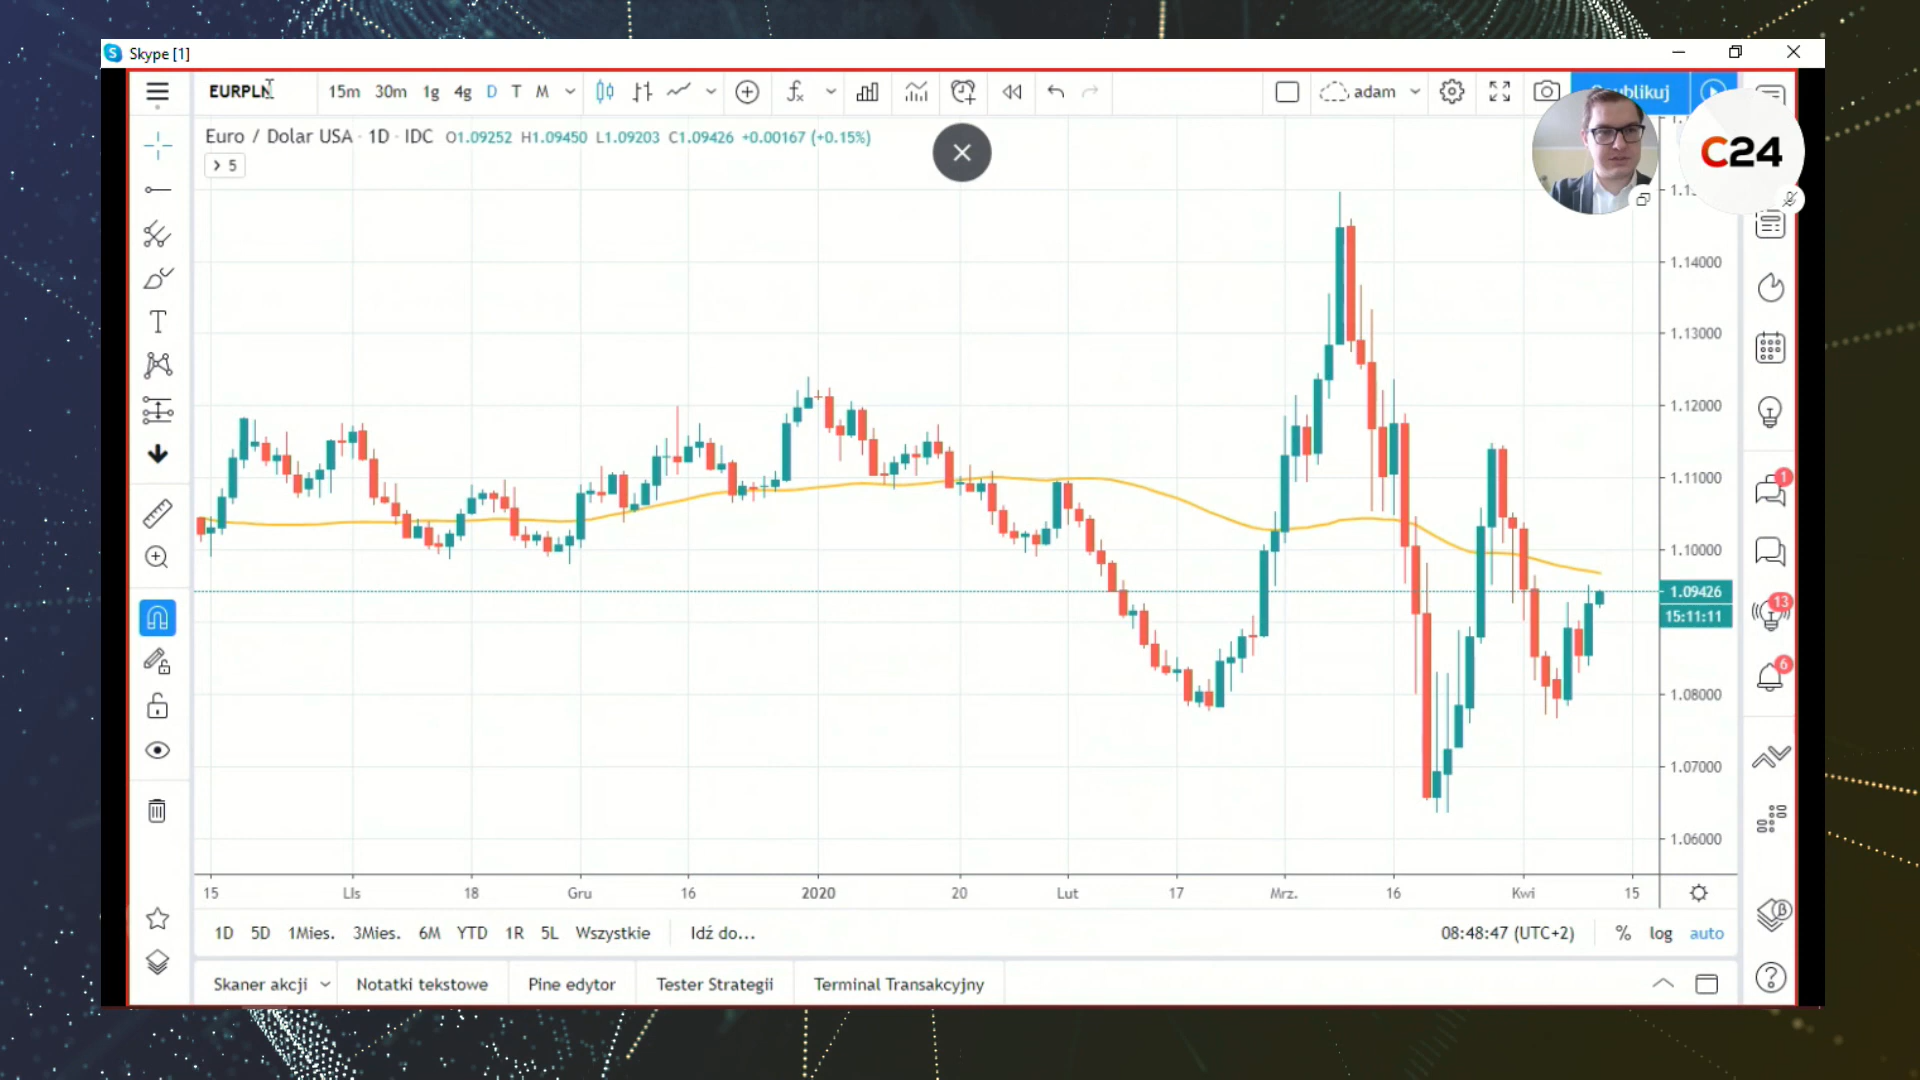 Skype [1]
EURPLN 15m 30m 1g 4g D T M adam
Euro / Dolar USA · 1D · IDC O1.09252 H1.09450 L1.09203 C1.09426 +0.00167 (+0.15%)
5
C24
1.14000
1.13000
1.12000
1.11000
1.10000
1.09426
15:11:11
1.08000
1.07000
1.06000
1
13
6
15 Lis 18 Gru 16 2020 20 Lut 17 Mrz. 16 Kwi 15
1D 5D 1Mies. 3Mies. 6M YTD 1R 5L Wszystkie Idź do... 08:48:47 (UTC+2) % log auto
Skaner akcji Notatki tekstowe Pine edytor Tester Strategii Terminal Transakcyjny